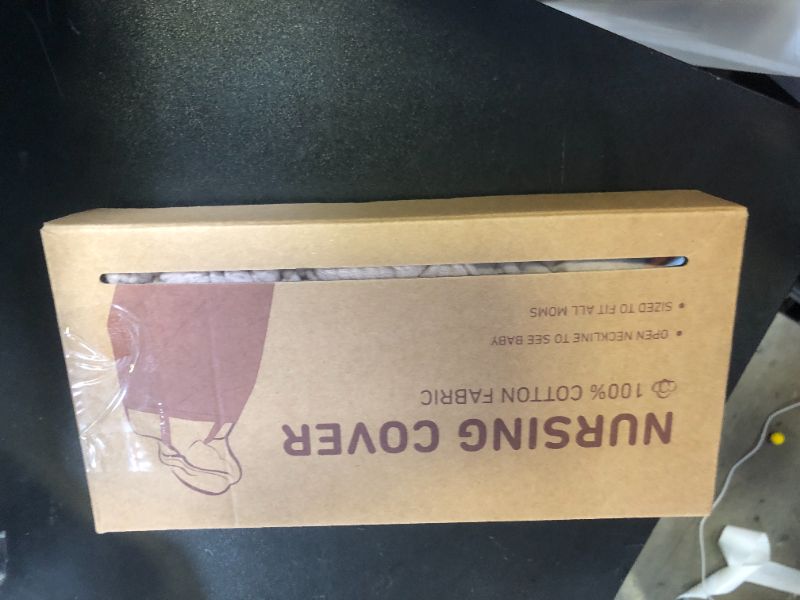 NURSING COVER
100% COTTON FABRIC
• OPEN NECKLINE TO SEE BABY
• SIZED TO FIT ALL MOMS